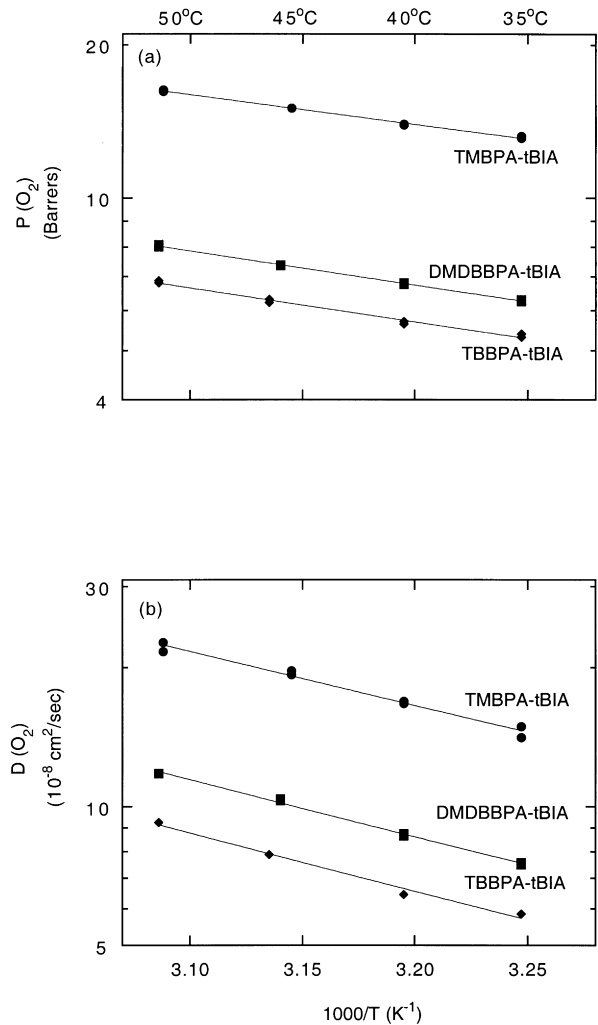 50°C 45°C 40°C 35°C
20
(a)
TMBPA-tBIA
10
P (O₂)
(Barrers)
DMDBBPA-tBIA
TBBPA-tBIA
4
30
(b)
TMBPA-tBIA
D (O₂)
(10⁻⁸ cm²/sec)
10
DMDBBPA-tBIA
TBBPA-tBIA
5
3.10 3.15 3.20 3.25
1000/T (K⁻¹)